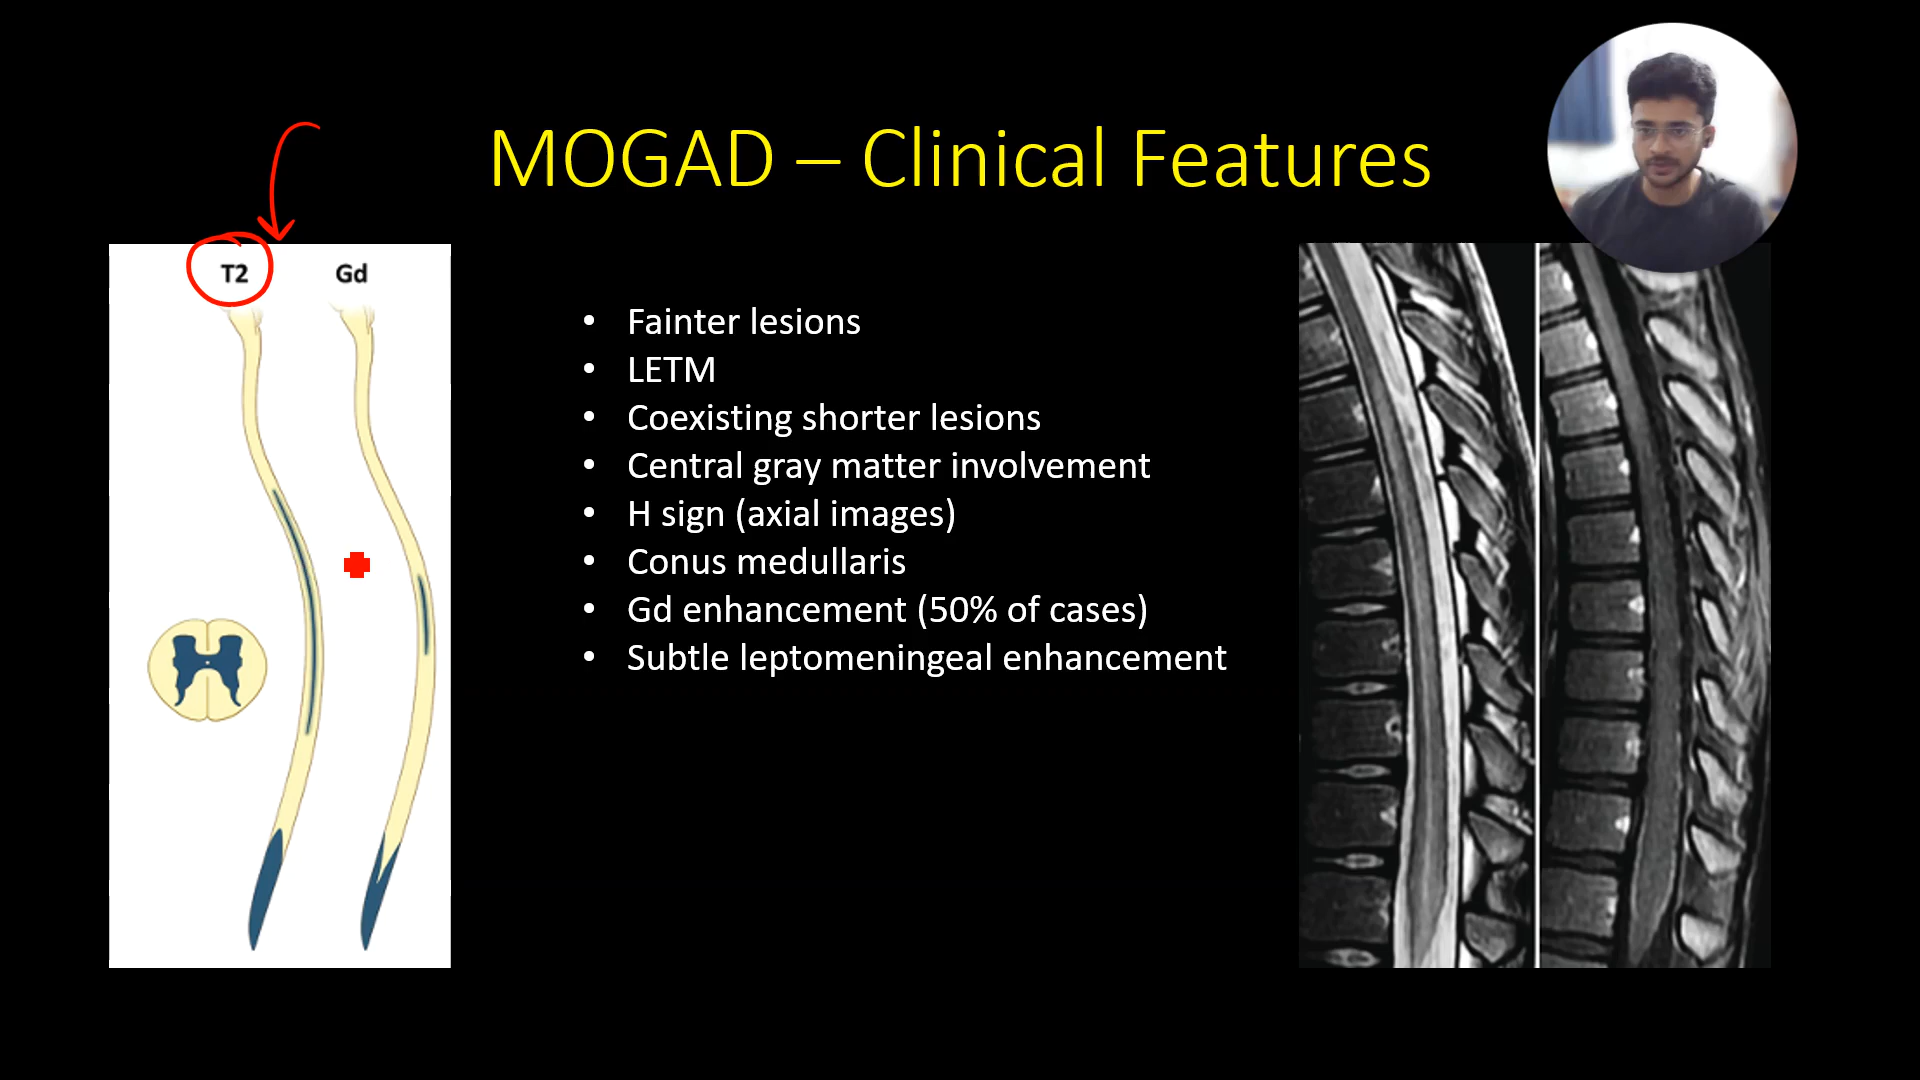 MOGAD – Clinical Features
T2 Gd
• Fainter lesions
• LETM
• Coexisting shorter lesions
• Central gray matter involvement
• H sign (axial images)
• Conus medullaris
• Gd enhancement (50% of cases)
• Subtle leptomeningeal enhancement